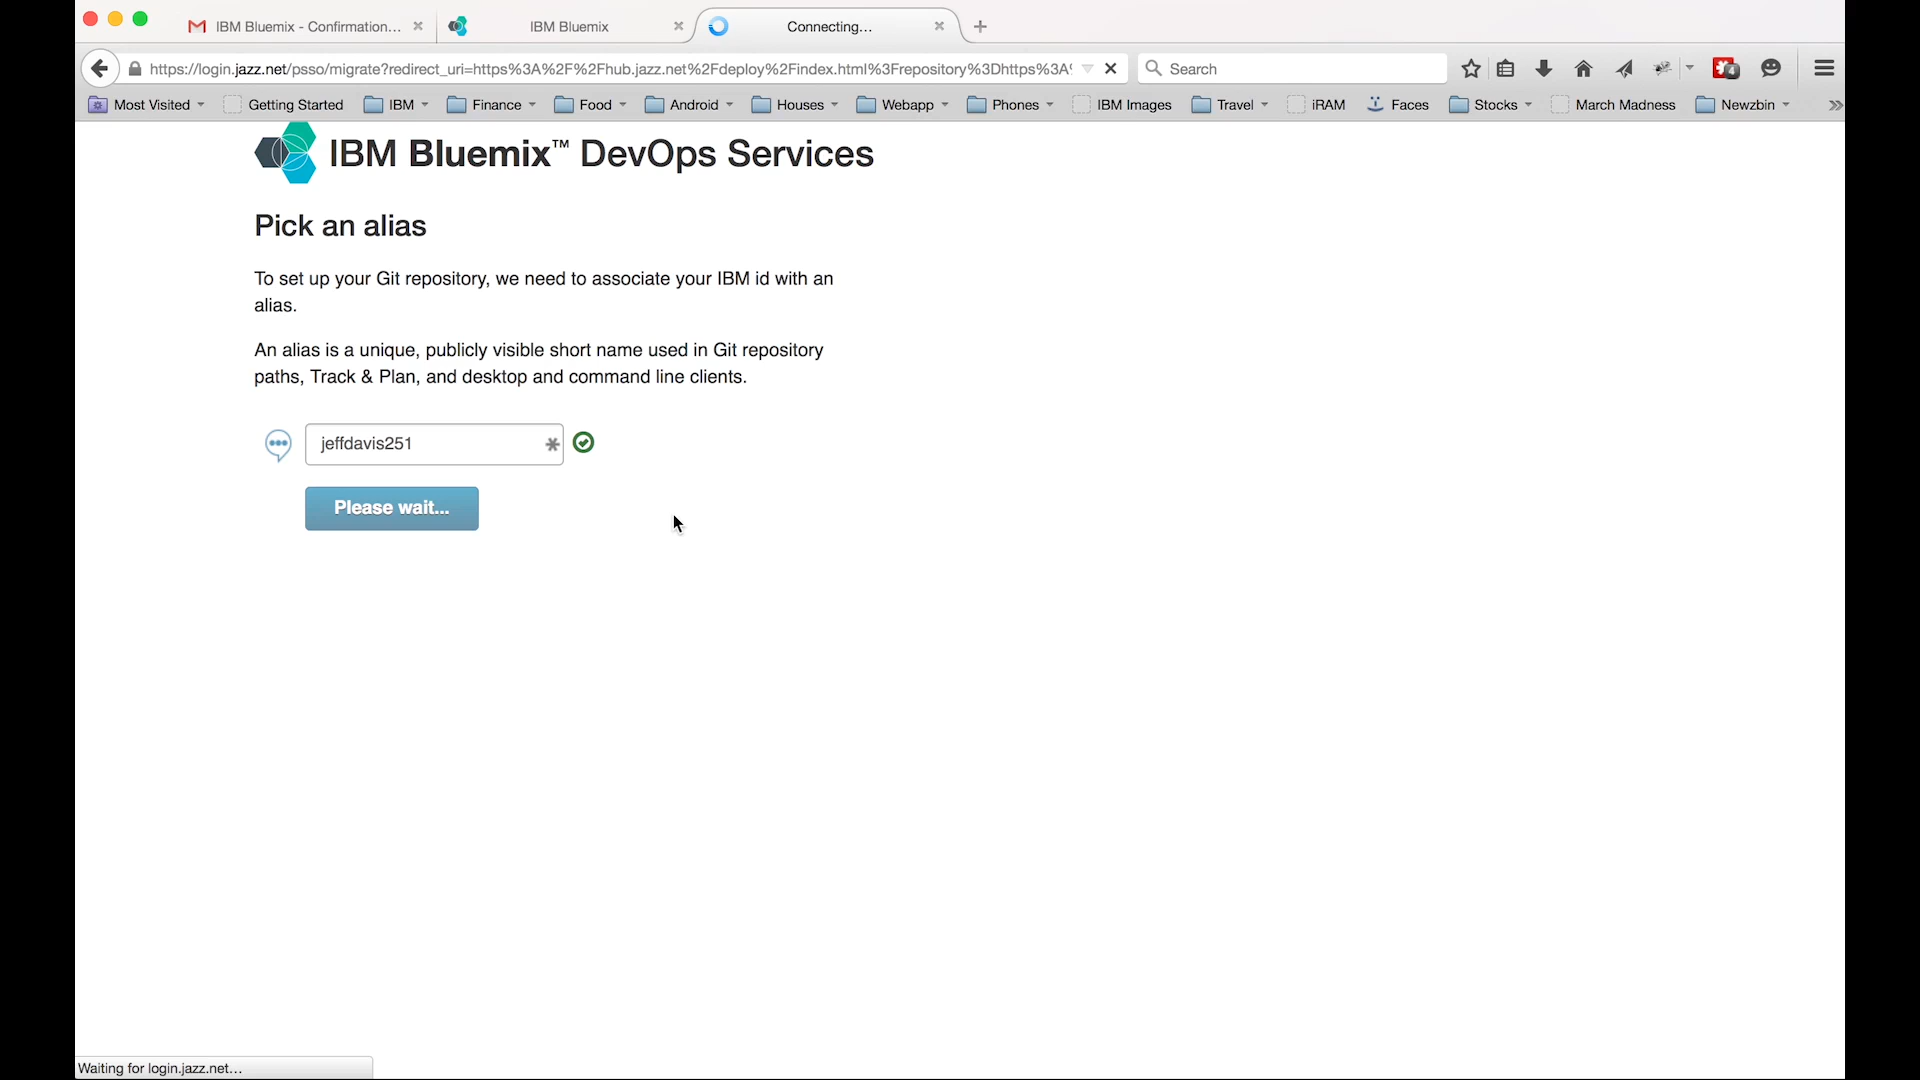 IBM Bluemix - Confirmation...
IBM Bluemix
Connecting...
https://login.jazz.net/psso/migrate?redirect_uri=https%3A%2F%2Fhub.jazz.net%2Fdeploy%2Findex.html%3Frepository%3Dhttps%3A%
Search
4
Most Visited
Getting Started
IBM
Finance
Food
Android
Houses
Webapp
Phones
IBM Images
Travel
iRAM
Faces
Stocks
March Madness
Newzbin
IBM Bluemix™ DevOps Services
Pick an alias
To set up your Git repository, we need to associate your IBM id with an
alias.
An alias is a unique, publicly visible short name used in Git repository
paths, Track & Plan, and desktop and command line clients.
jeffdavis251
Please wait...
Waiting for login.jazz.net...